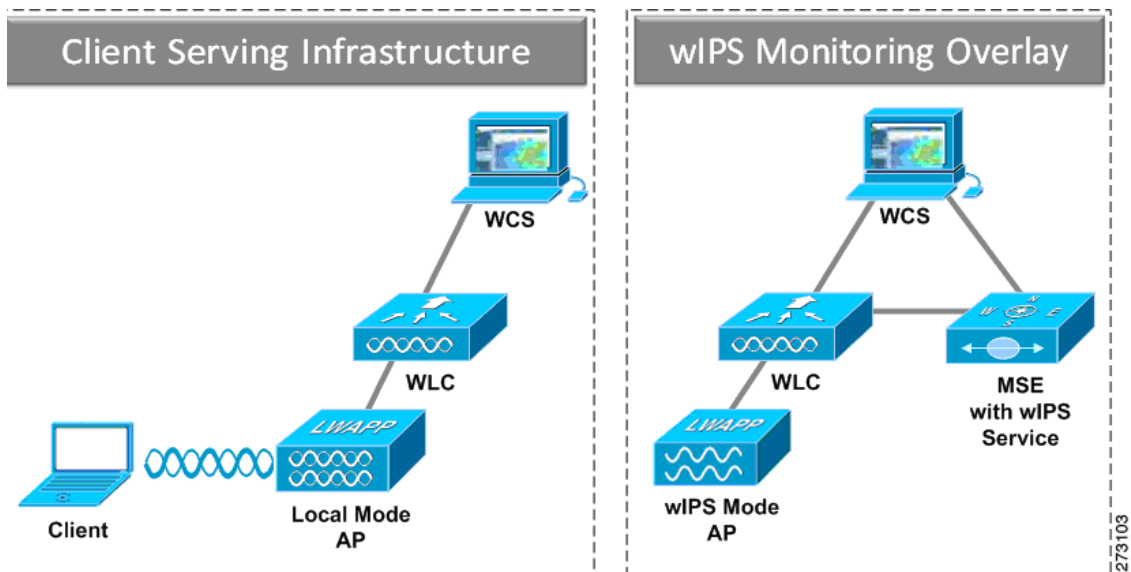 Client Serving Infrastructure
WCS
WLC
LWAPP
Local Mode
AP
Client
wIPS Monitoring Overlay
WCS
WLC
N
W
E
S
MSE
with wIPS
Service
LWAPP
wIPS Mode
AP
273103